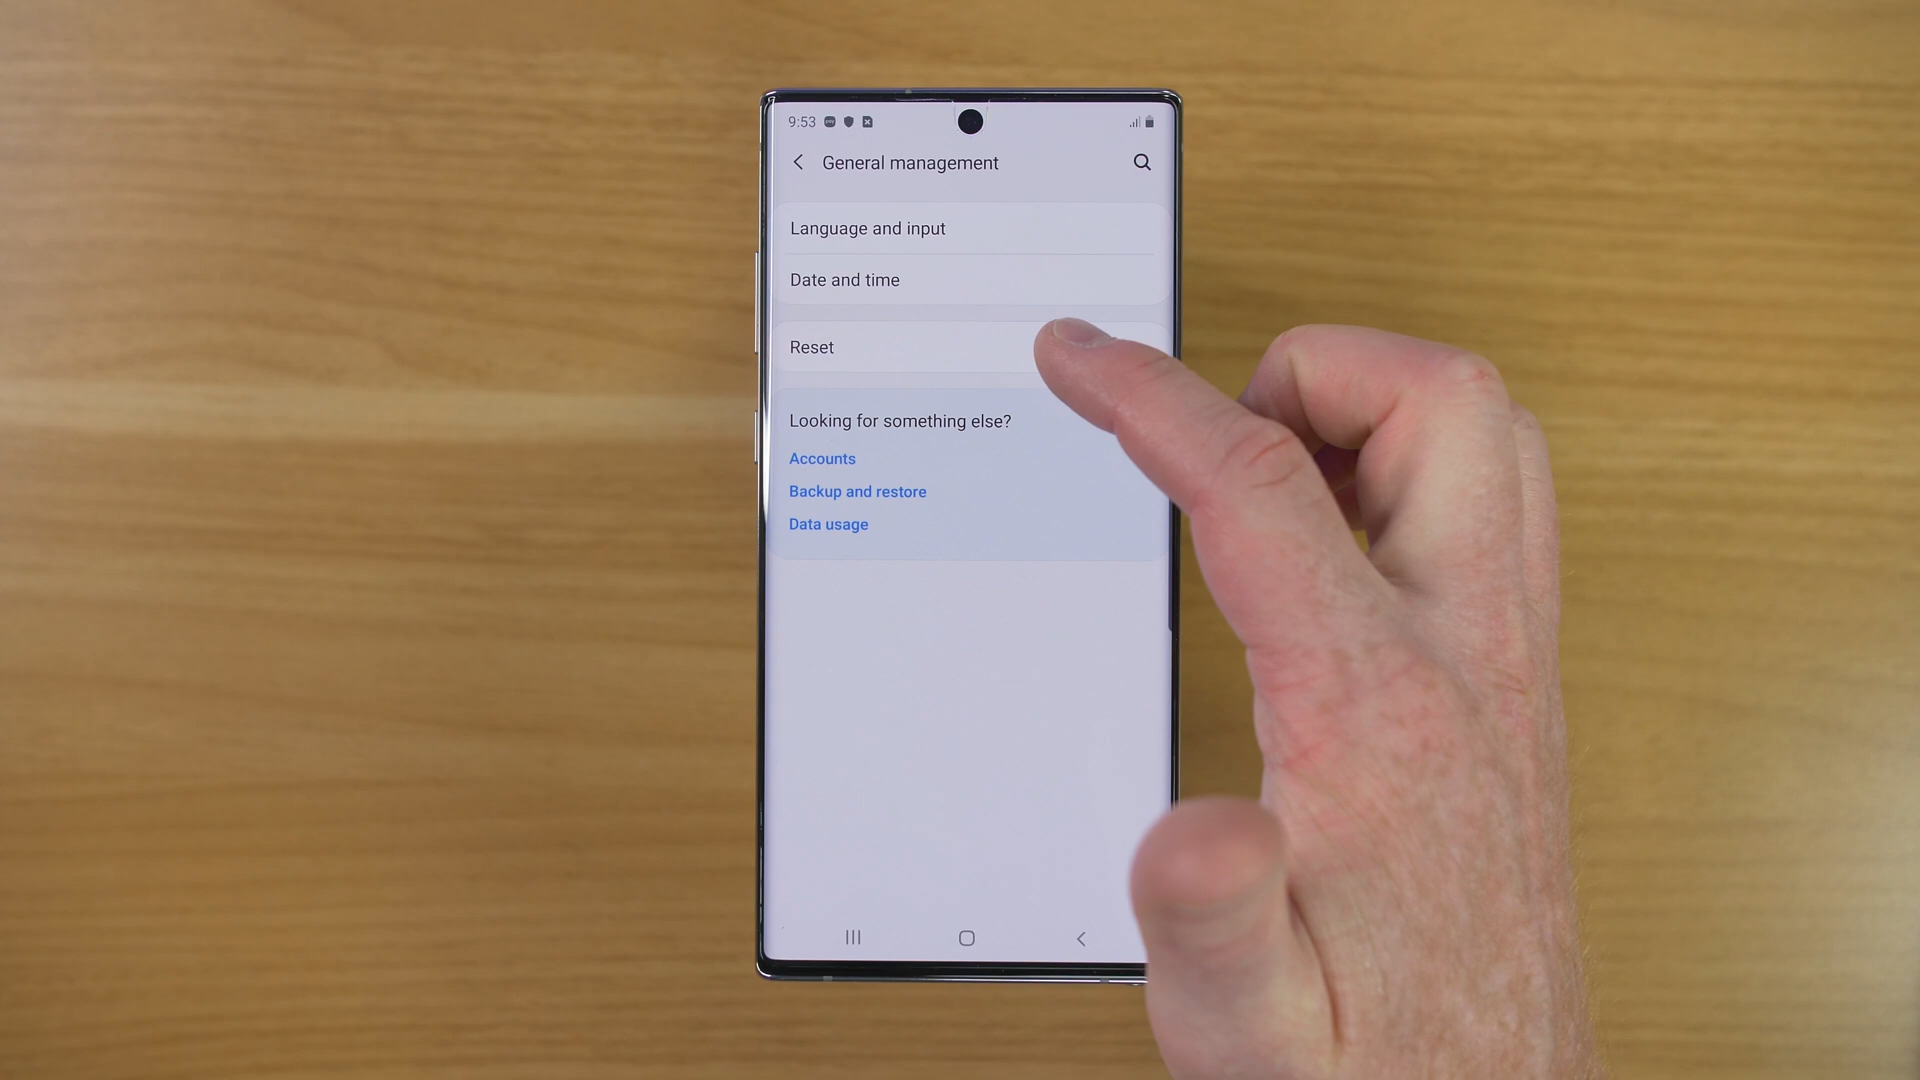 9:53
General management
Language and input
Date and time
Reset
Looking for something else?
Accounts
Backup and restore
Data usage